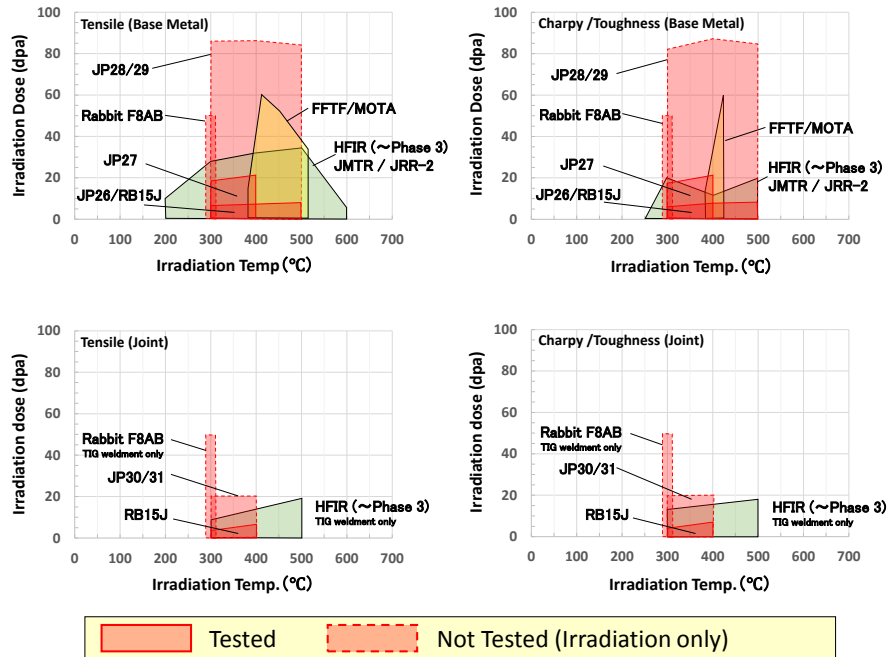 Tensile (Base Metal)
Irradiation Dose (dpa)
100
80
60
40
20
0
JP28/29
Rabbit F8AB
FFTF/MOTA
JP27
HFIR (～Phase 3)
JMTR / JRR-2
JP26/RB15J
0 100 200 300 400 500 600 700
Irradiation Temp (℃)
Charpy /Toughness (Base Metal)
Irradiation Dose (dpa)
100
80
60
40
20
0
JP28/29
Rabbit F8AB
FFTF/MOTA
JP27
HFIR (～Phase 3)
JMTR / JRR-2
JP26/RB15J
0 100 200 300 400 500 600 700
Irradiation Temp. (℃)
Tensile (Joint)
Irradiation dose (dpa)
100
80
60
40
20
0
Rabbit F8AB
TIG weldment only
JP30/31
RB15J
HFIR (～Phase 3)
TIG weldment only
0 100 200 300 400 500 600 700
Irradiation Temp. (℃)
Charpy /Toughness (Joint)
Irradiation dose (dpa)
100
80
60
40
20
0
Rabbit F8AB
TIG weldment only
JP30/31
RB15J
HFIR (～Phase 3)
TIG weldment only
0 100 200 300 400 500 600 700
Irradiation Temp. (℃)
Tested
Not Tested (Irradiation only)